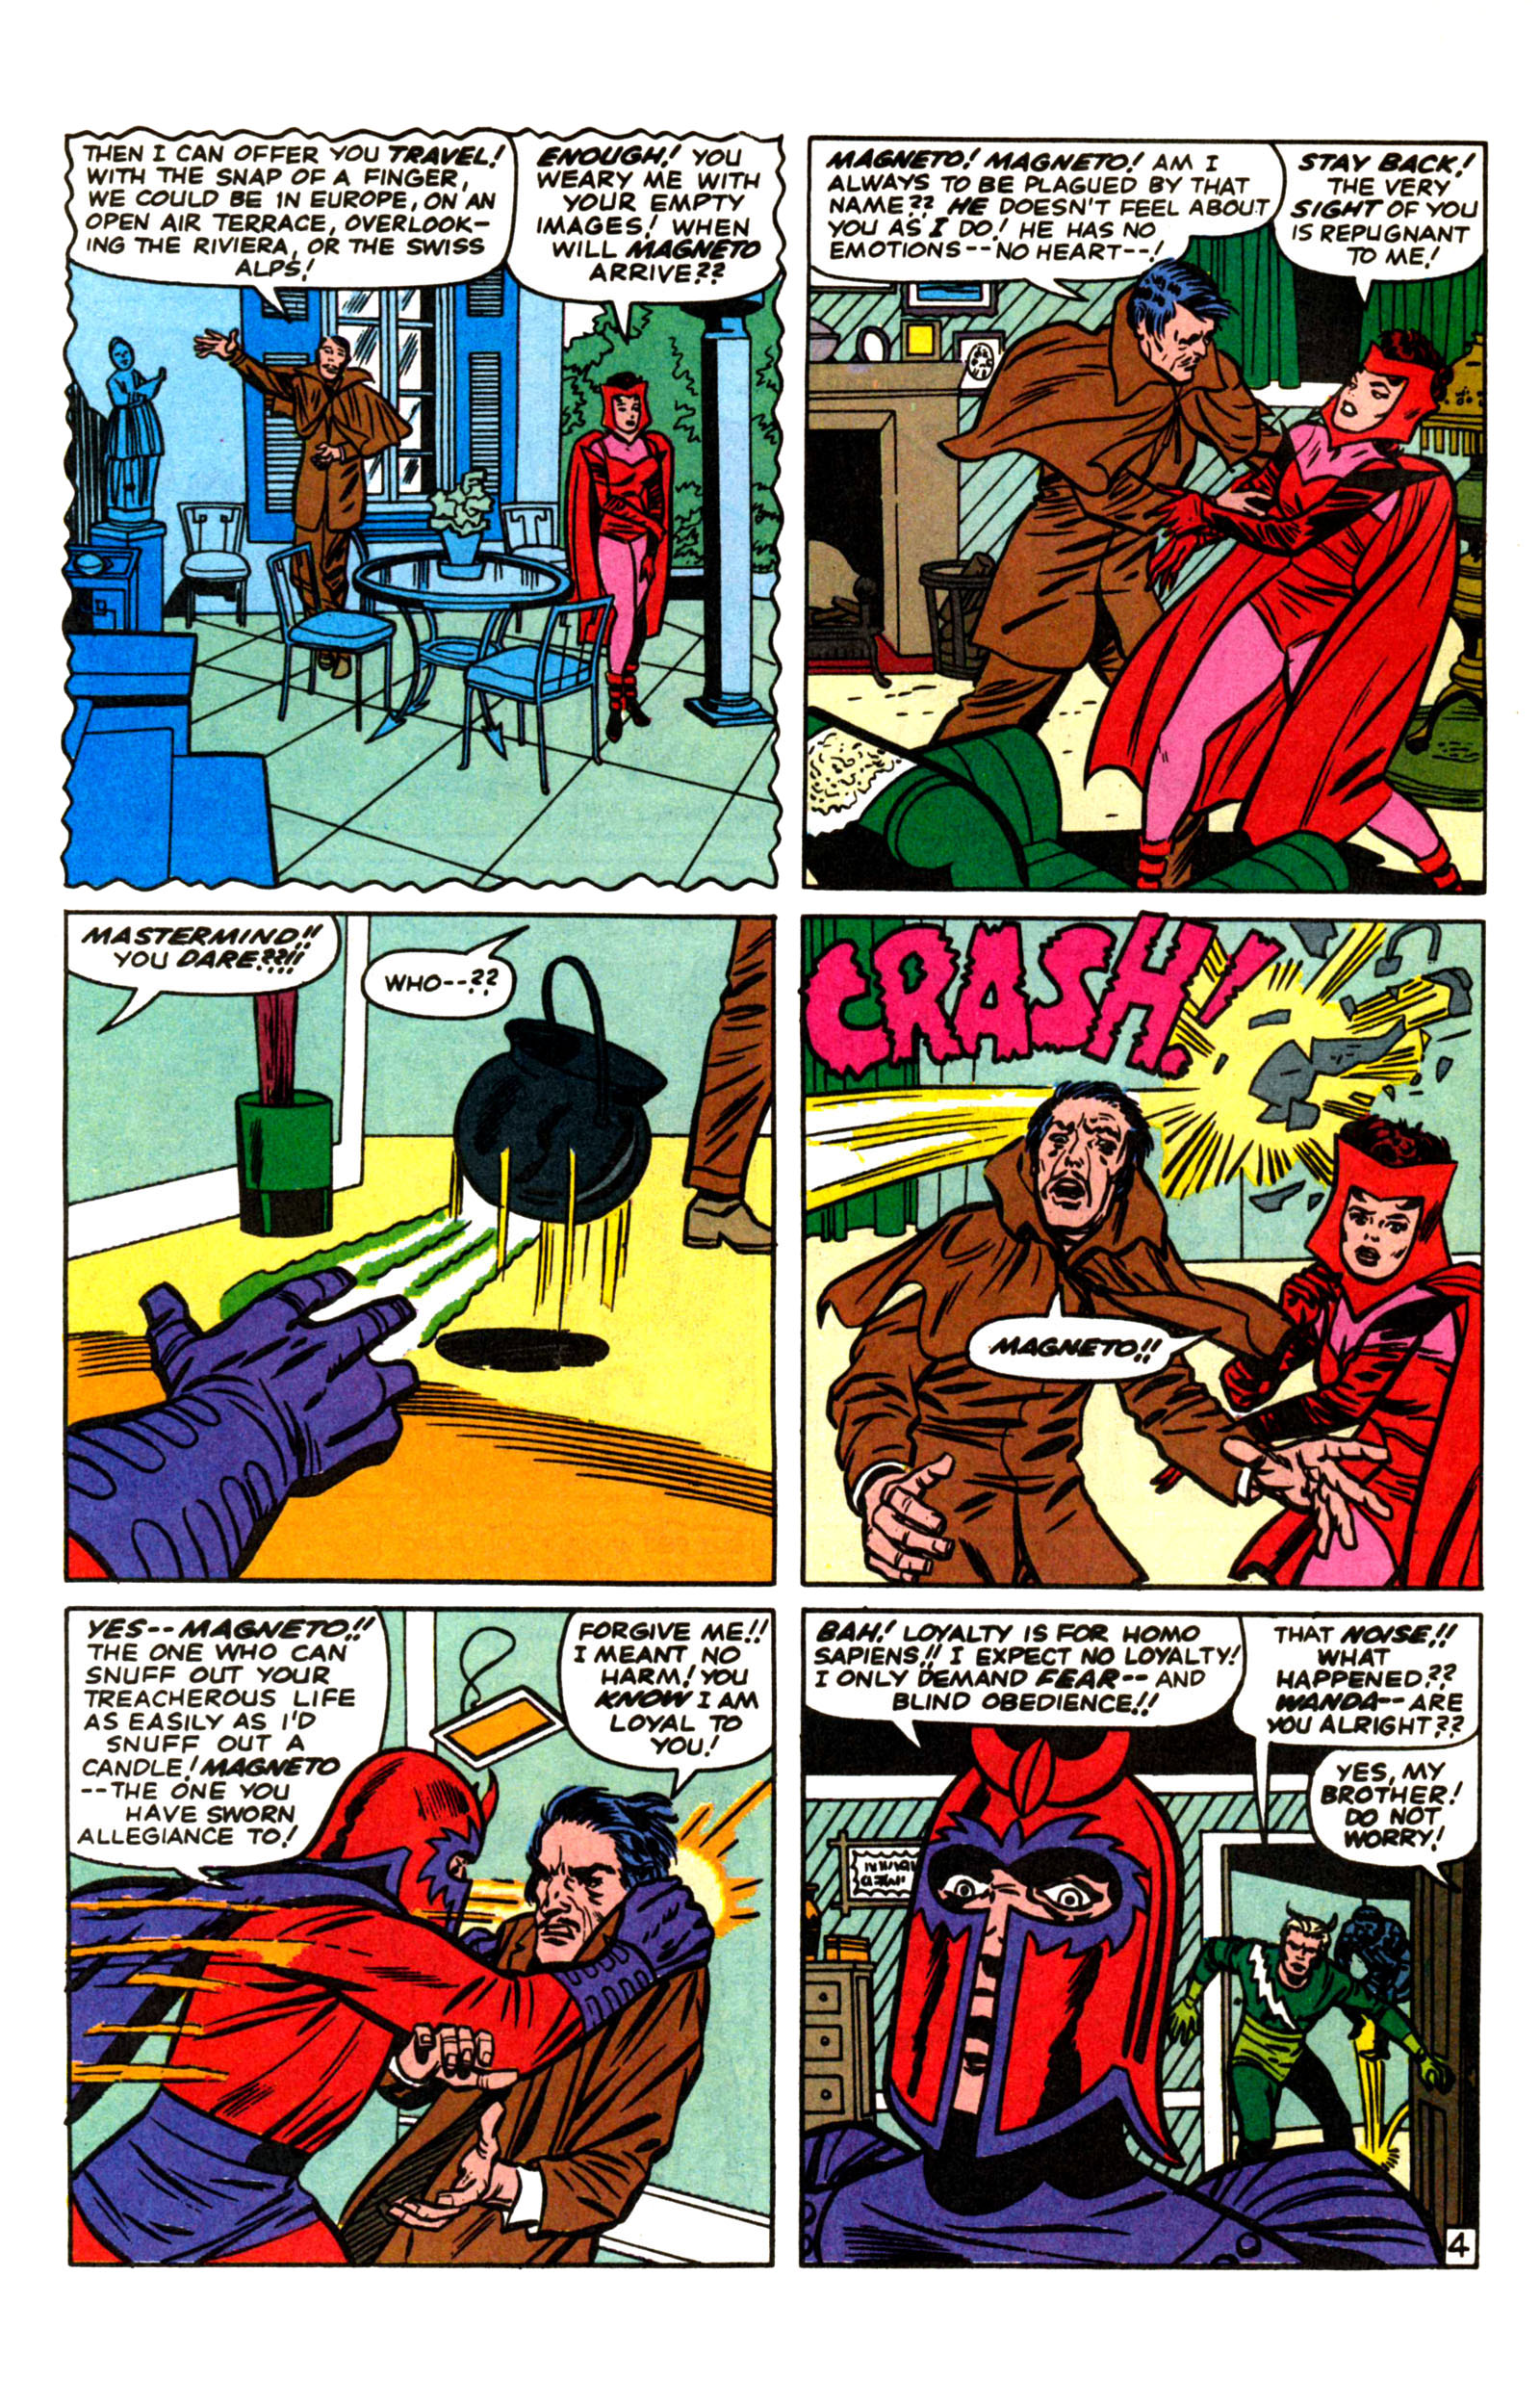 THEN I CAN OFFER YOU TRAVEL!
WITH THE SNAP OF A FINGER,
WE COULD BE IN EUROPE, ON AN
OPEN AIR TERRACE, OVERLOOK-
ING THE RIVIERA, OR THE SWISS
ALPS!
ENOUGH! YOU
WEARY ME WITH
YOUR EMPTY
IMAGES! WHEN
WILL MAGNETO
ARRIVE??
MAGNETO! MAGNETO! AM I
ALWAYS TO BE PLAGUED BY THAT
NAME?? HE DOESN'T FEEL ABOUT
YOU AS I DO! HE HAS NO
EMOTIONS--NO HEART--!
STAY BACK!
THE VERY
SIGHT OF YOU
IS REPUGNANT
TO ME!
MASTERMIND!!
YOU DARE??!!
WHO--??
CRASH!
MAGNETO!!
YES--MAGNETO!!
THE ONE WHO CAN
SNUFF OUT YOUR
TREACHEROUS LIFE
AS EASILY AS I'D
SNUFF OUT A
CANDLE! MAGNETO
--THE ONE YOU
HAVE SWORN
ALLEGIANCE TO!
FORGIVE ME!!
I MEANT NO
HARM! YOU
KNOW I AM
LOYAL TO
YOU!
BAH! LOYALTY IS FOR HOMO
SAPIENS!! I EXPECT NO LOYALTY!
I ONLY DEMAND FEAR-- AND
BLIND OBEDIENCE!!
THAT NOISE!!
WHAT
HAPPENED??
WANDA-- ARE
YOU ALRIGHT??
YES, MY
BROTHER!
DO NOT
WORRY!
4